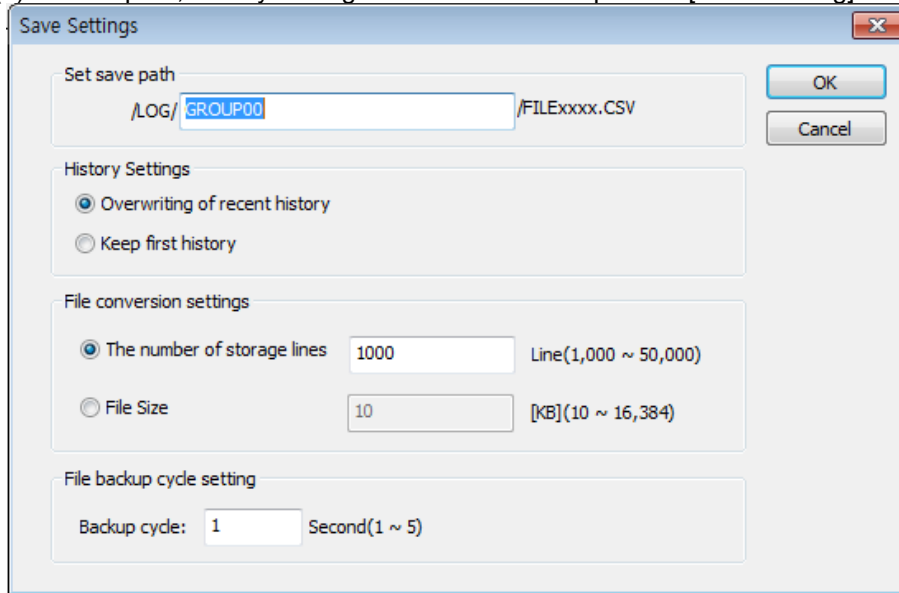 Save Settings
Set save path
/LOG/ GROUP00 /FILExxxx.CSV
OK
Cancel
History Settings
Overwriting of recent history
Keep first history
File conversion settings
The number of storage lines 1000 Line(1,000 ~ 50,000)
File Size 10 [KB](10 ~ 16,384)
File backup cycle setting
Backup cycle: 1 Second(1 ~ 5)